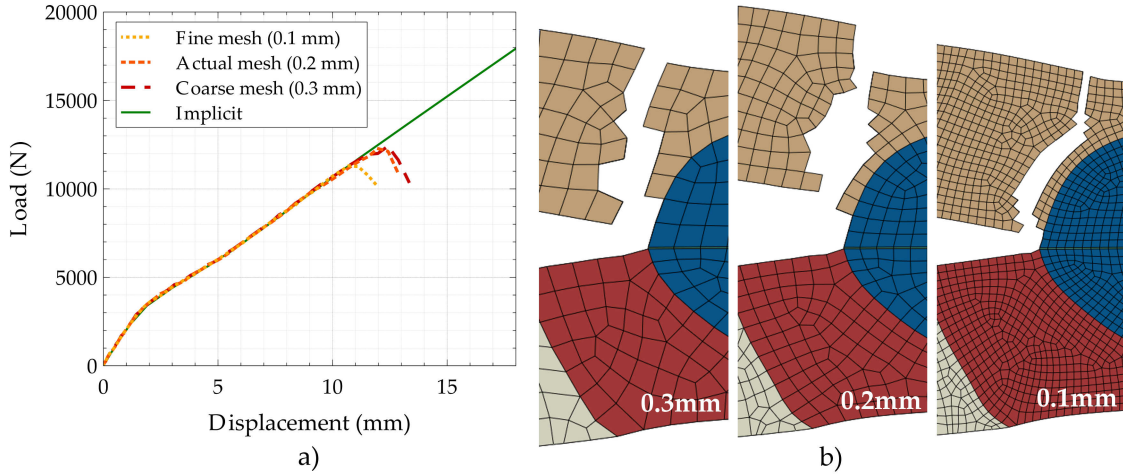 20000
17500
15000
10000
5000
0
0
5
10
15
Load (N)
Displacement (mm)
Fine mesh (0.1 mm)
Actual mesh (0.2 mm)
Coarse mesh (0.3 mm)
Implicit
a)
0.3mm
0.2mm
0.1mm
b)